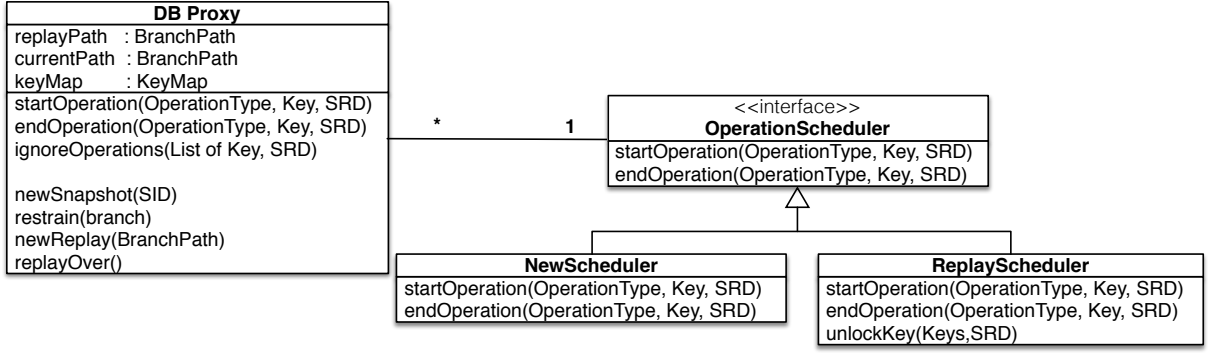 DB Proxy
replayPath : BranchPath
currentPath : BranchPath
keyMap : KeyMap
startOperation(OperationType, Key, SRD)
endOperation(OperationType, Key, SRD)
ignoreOperations(List of Key, SRD)
newSnapshot(SID)
restrain(branch)
newReplay(BranchPath)
replayOver()
* 1
<<interface>>
OperationScheduler
startOperation(OperationType, Key, SRD)
endOperation(OperationType, Key, SRD)
NewScheduler
startOperation(OperationType, Key, SRD)
endOperation(OperationType, Key, SRD)
ReplayScheduler
startOperation(OperationType, Key, SRD)
endOperation(OperationType, Key, SRD)
unlockKey(Keys,SRD)